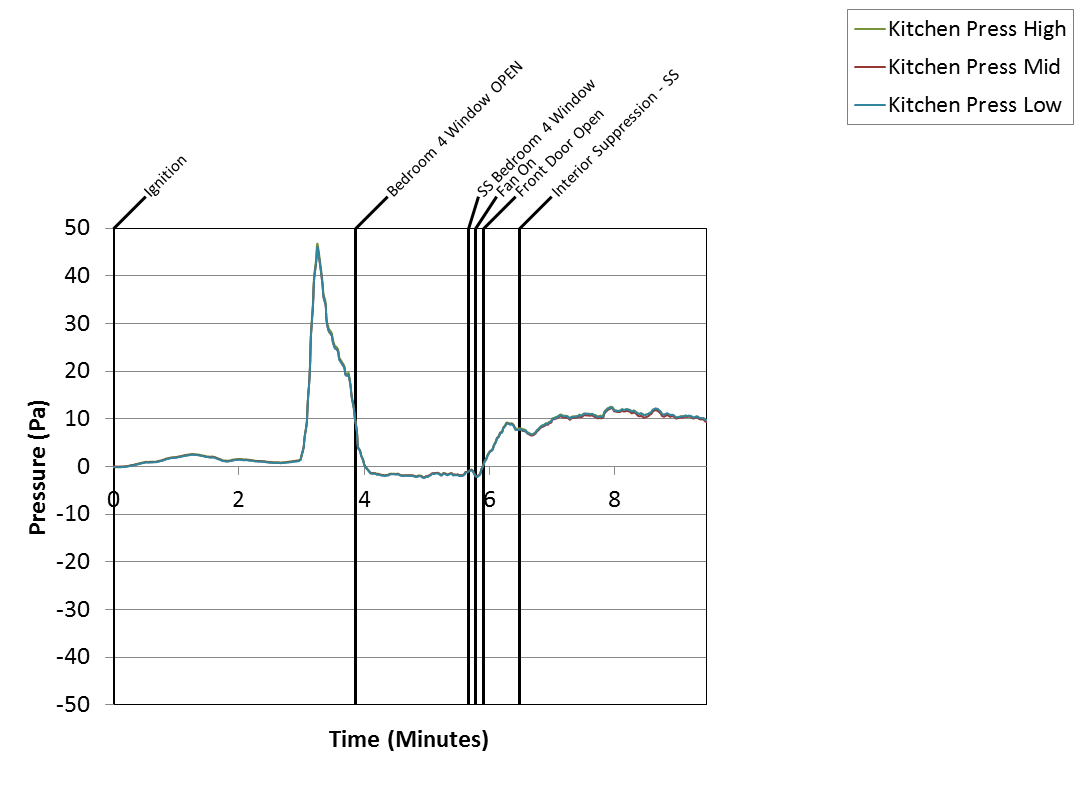 Kitchen Press High
Kitchen Press Mid
Kitchen Press Low
Ignition
Bedroom 4 Window OPEN
SS Bedroom 4 Window
Fan On
Front Door Open
Interior Suppression - SS
50
40
30
20
10
0
-10
-20
-30
-40
-50
0
2
4
6
8
Pressure (Pa)
Time (Minutes)